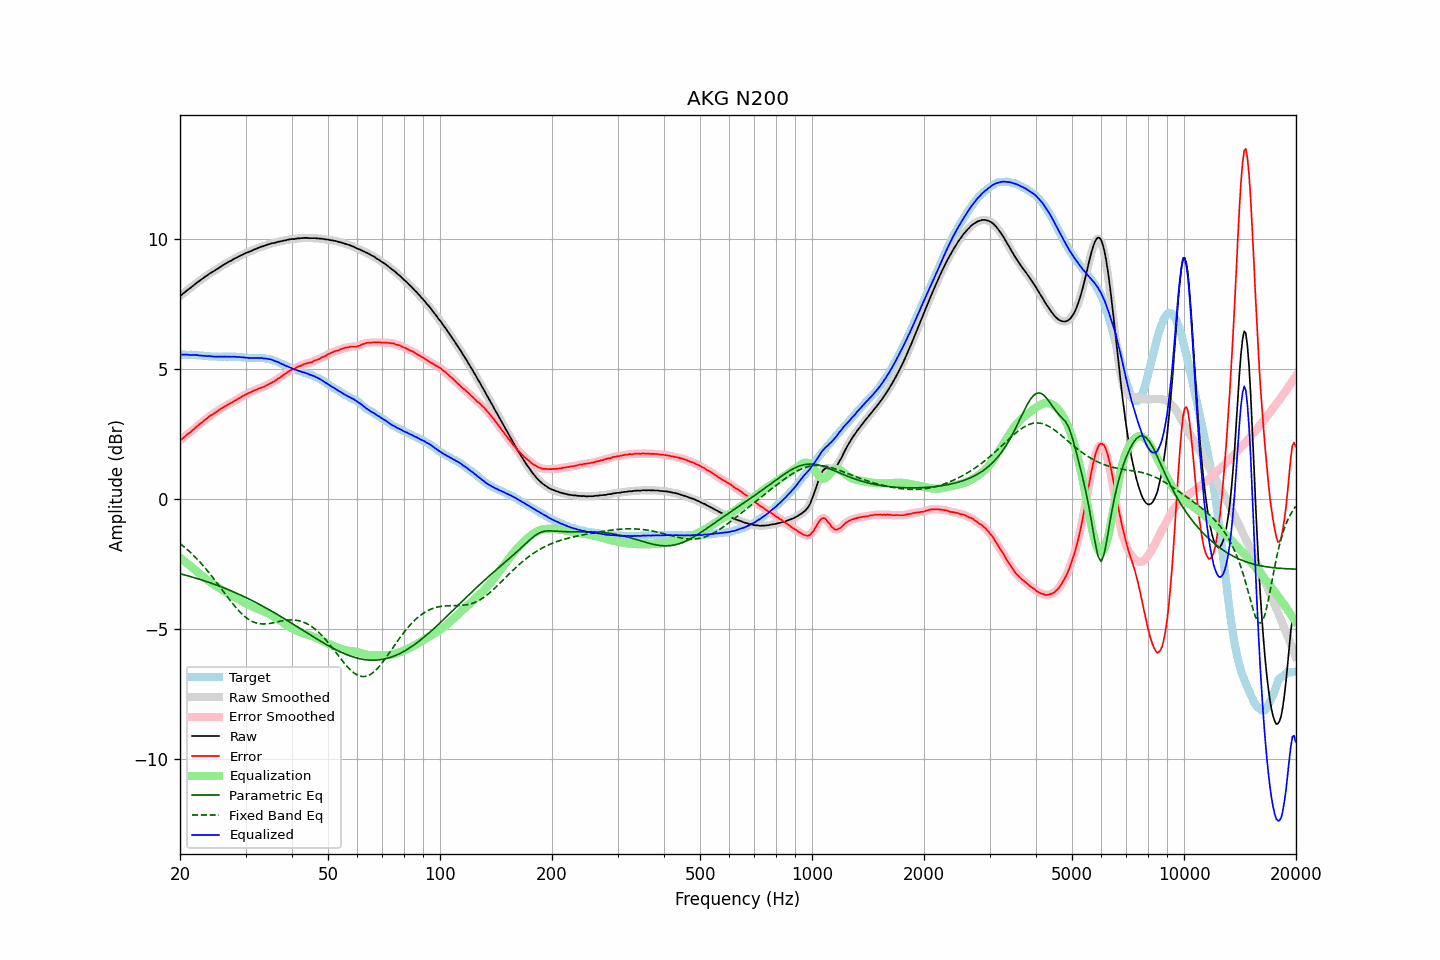 AKG N200
Amplitude (dBr)
10
5
0
−5
−10
Target
Raw Smoothed
Error Smoothed
Raw
Error
Equalization
Parametric Eq
Fixed Band Eq
Equalized
20 50 100 200 500 1000 2000 5000 10000 20000
Frequency (Hz)